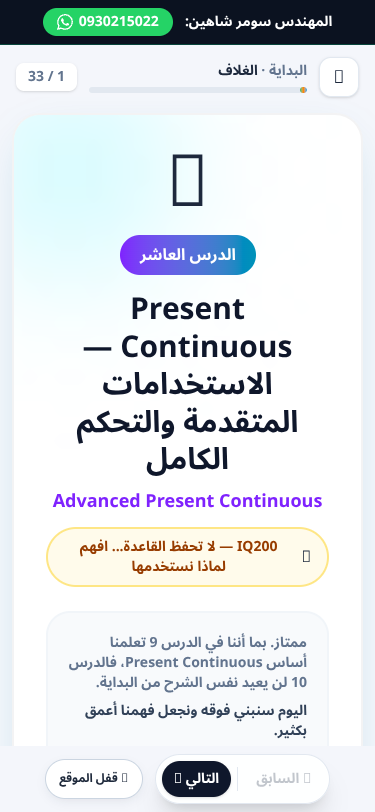 المهندس سومر شاهين: 0930215022
البداية · الغلاف
1 / 33
الدرس العاشر
Present
Continuous —
الاستخدامات
المتقدمة والتحكم
الكامل
Advanced Present Continuous
IQ200 — لا تحفظ القاعدة... افهم
لماذا نستخدمها
ممتاز. بما أننا في الدرس 9 تعلمنا
أساس Present Continuous، فالدرس
10 لن يعيد نفس الشرح من البداية.
اليوم سنبني فوقه ونجعل فهمنا أعمق
بكثير.
السابق
التالي
قفل الموقع